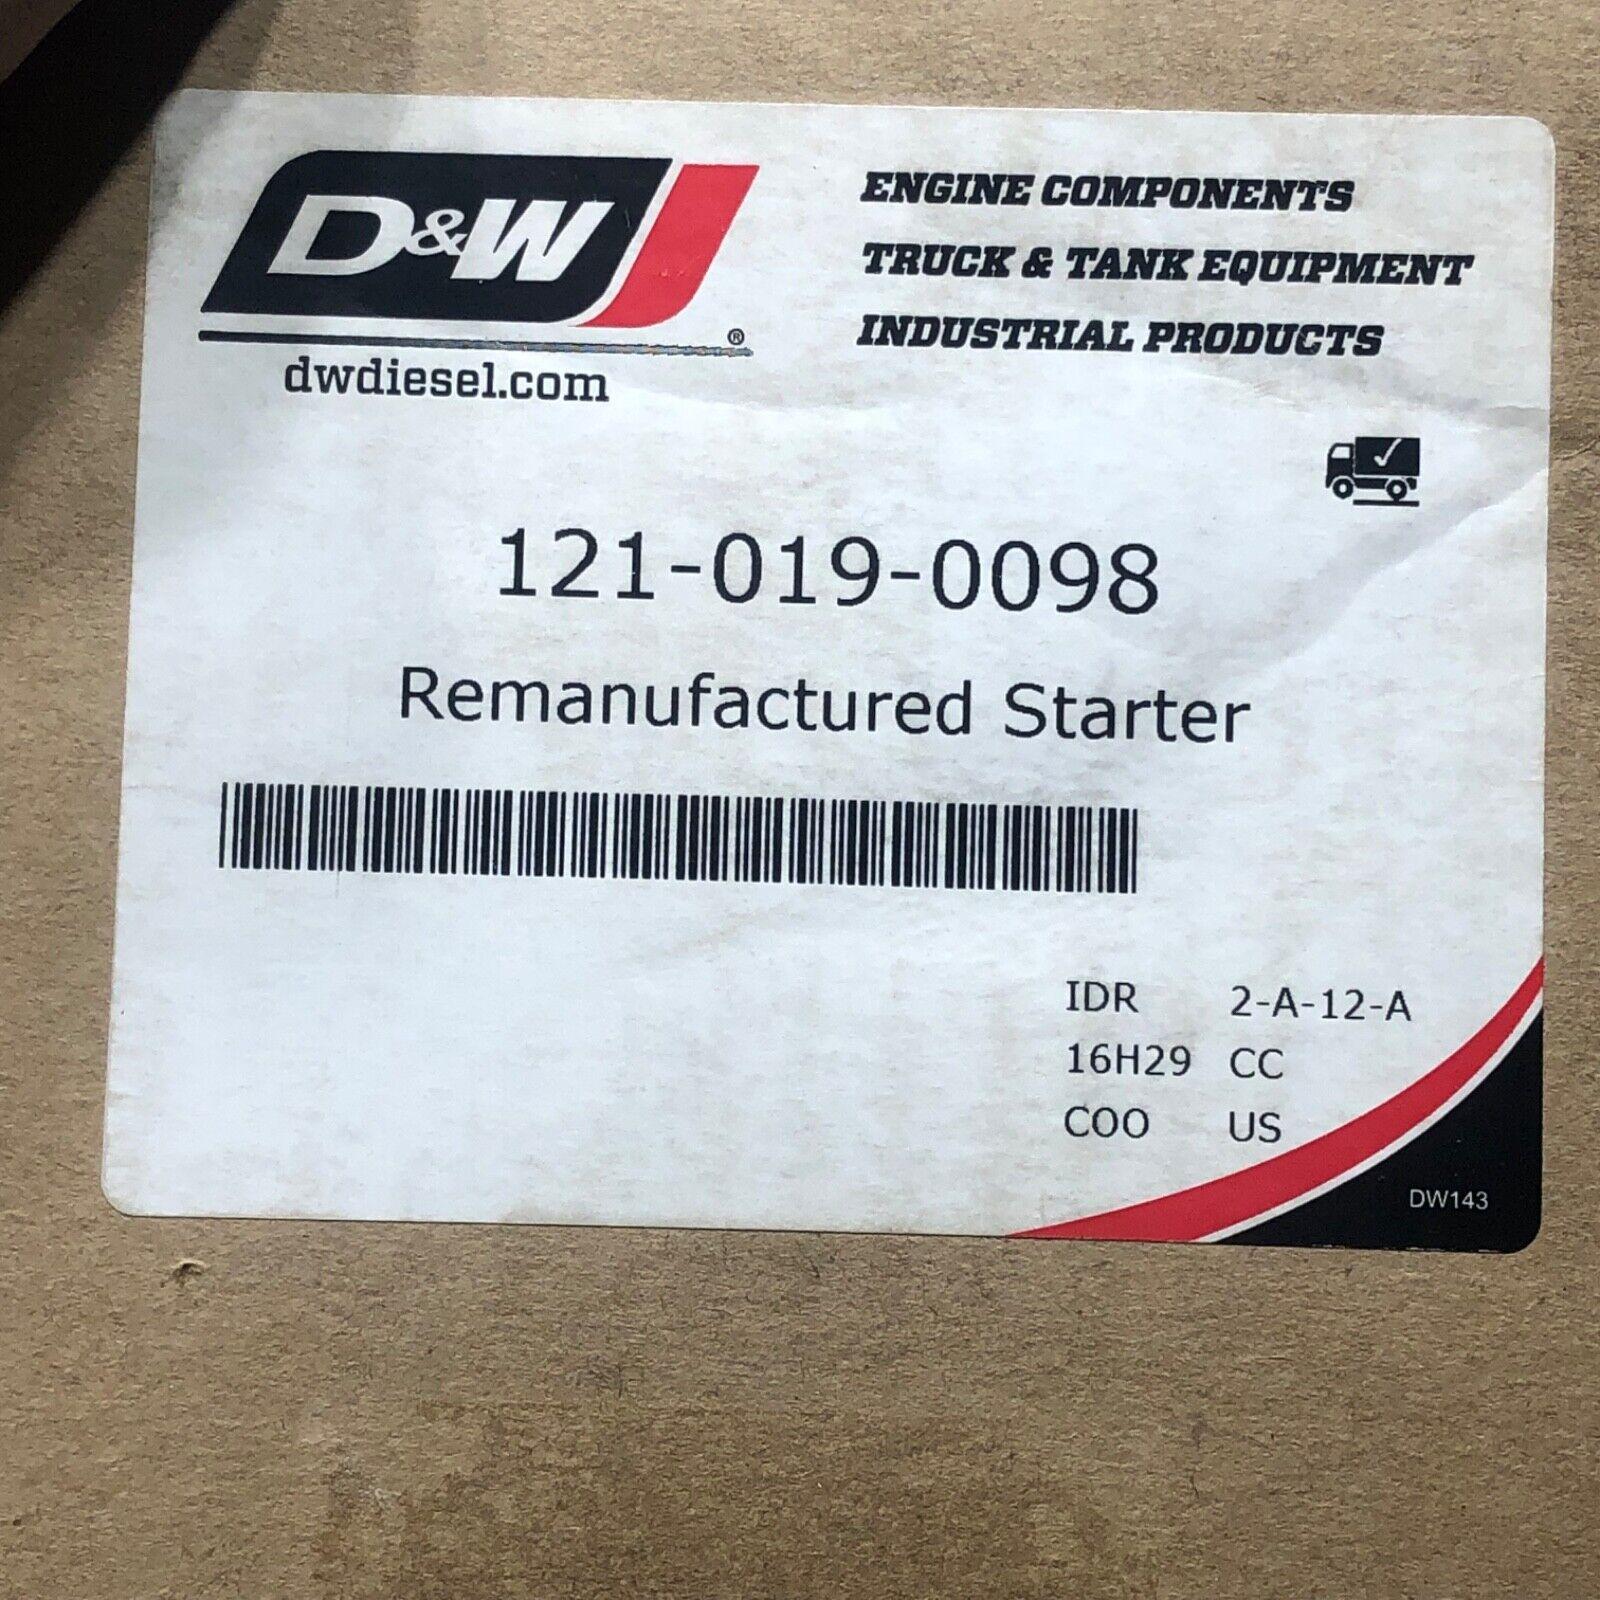 D&W
®
dwdiesel.com
ENGINE COMPONENTS
TRUCK & TANK EQUIPMENT
INDUSTRIAL PRODUCTS
121-019-0098
Remanufactured Starter
IDR 2-A-12-A
16H29 CC
COO US
DW143